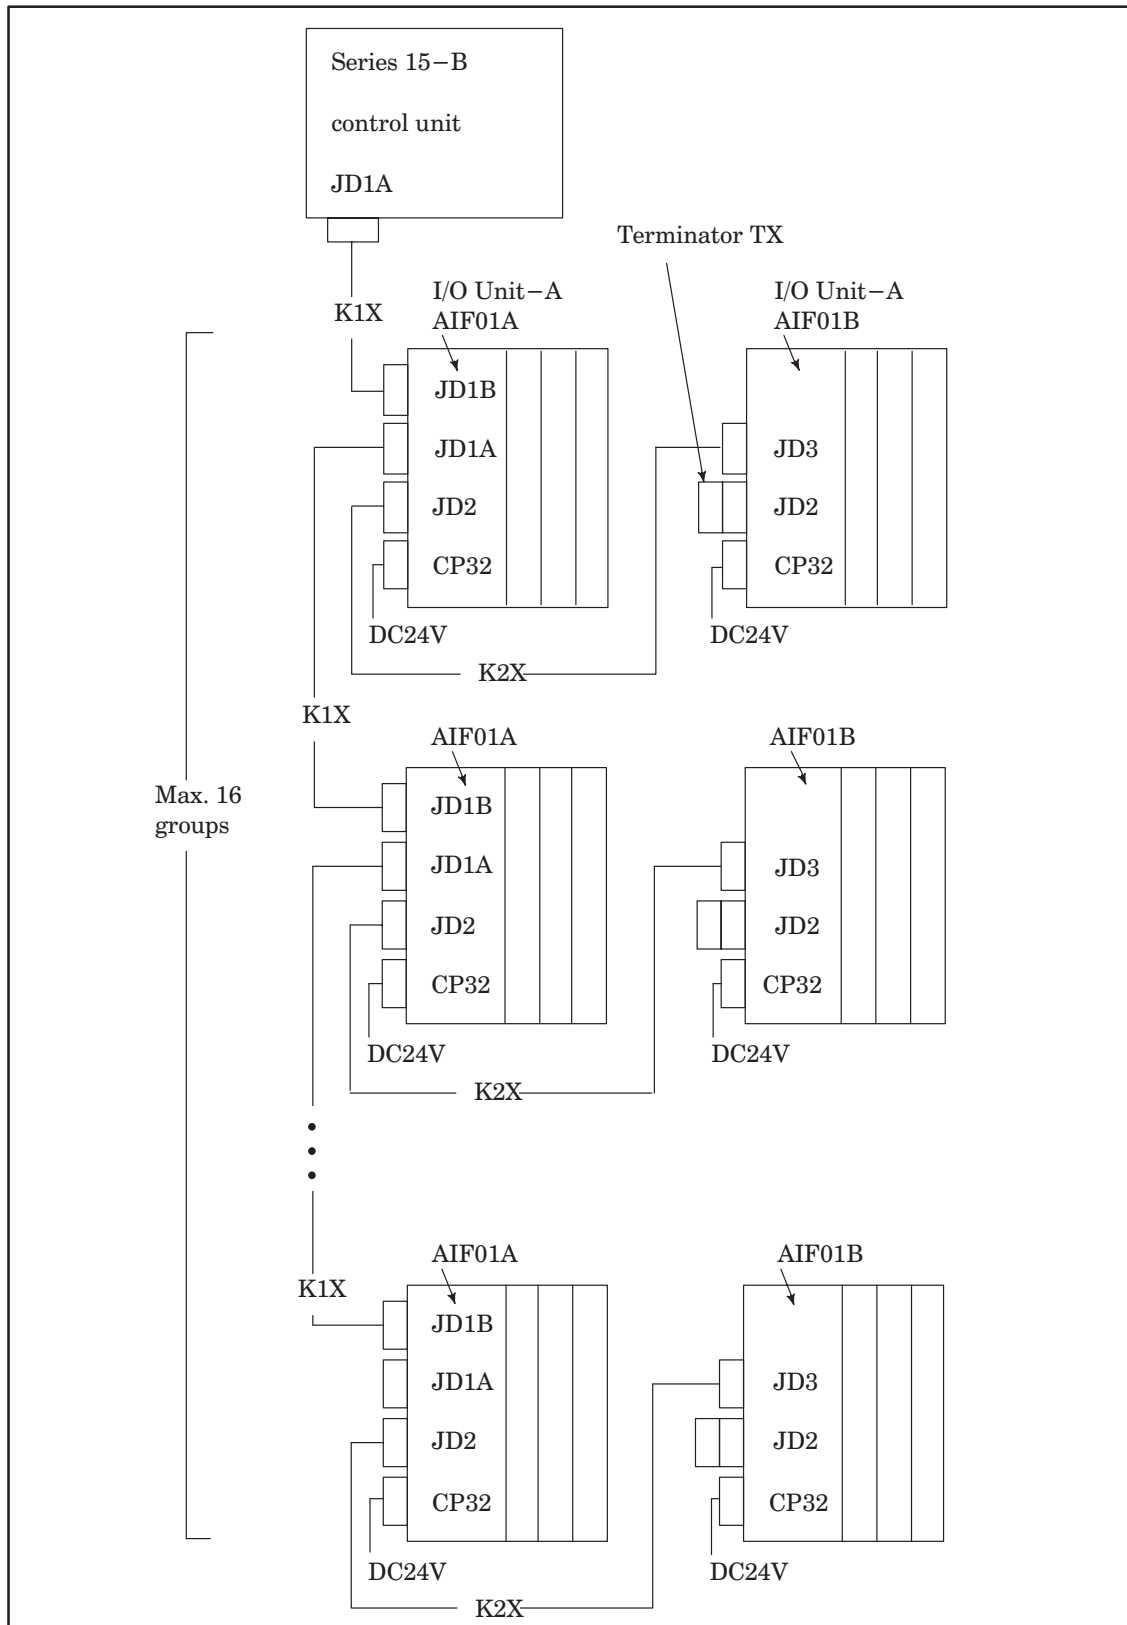 Series 15−B
control unit
JD1A
Terminator TX
K1X
I/O Unit−A
AIF01A
I/O Unit−A
AIF01B
JD1B
JD1A
JD2
CP32
DC24V
JD3
JD2
CP32
DC24V
K2X
K1X
Max. 16
groups
AIF01A
AIF01B
JD1B
JD1A
JD2
CP32
DC24V
JD3
JD2
CP32
DC24V
K2X
K1X
AIF01A
AIF01B
JD1B
JD1A
JD2
CP32
DC24V
JD3
JD2
CP32
DC24V
K2X